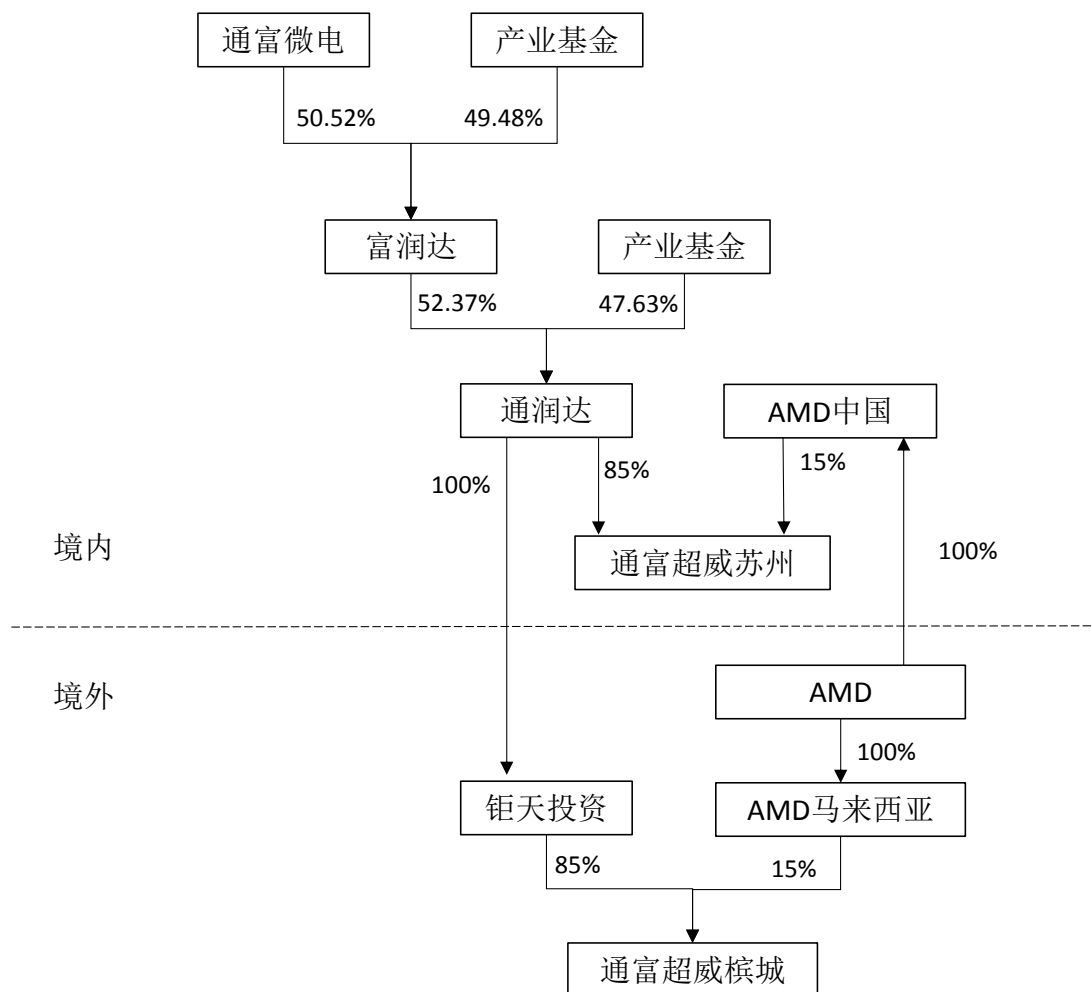 通富微电
产业基金
50.52%
49.48%
富润达
产业基金
52.37%
47.63%
通润达
AMD中国
100%
85%
15%
境内
通富超威苏州
100%
境外
AMD
100%
钜天投资
AMD马来西亚
85%
15%
通富超威槟城